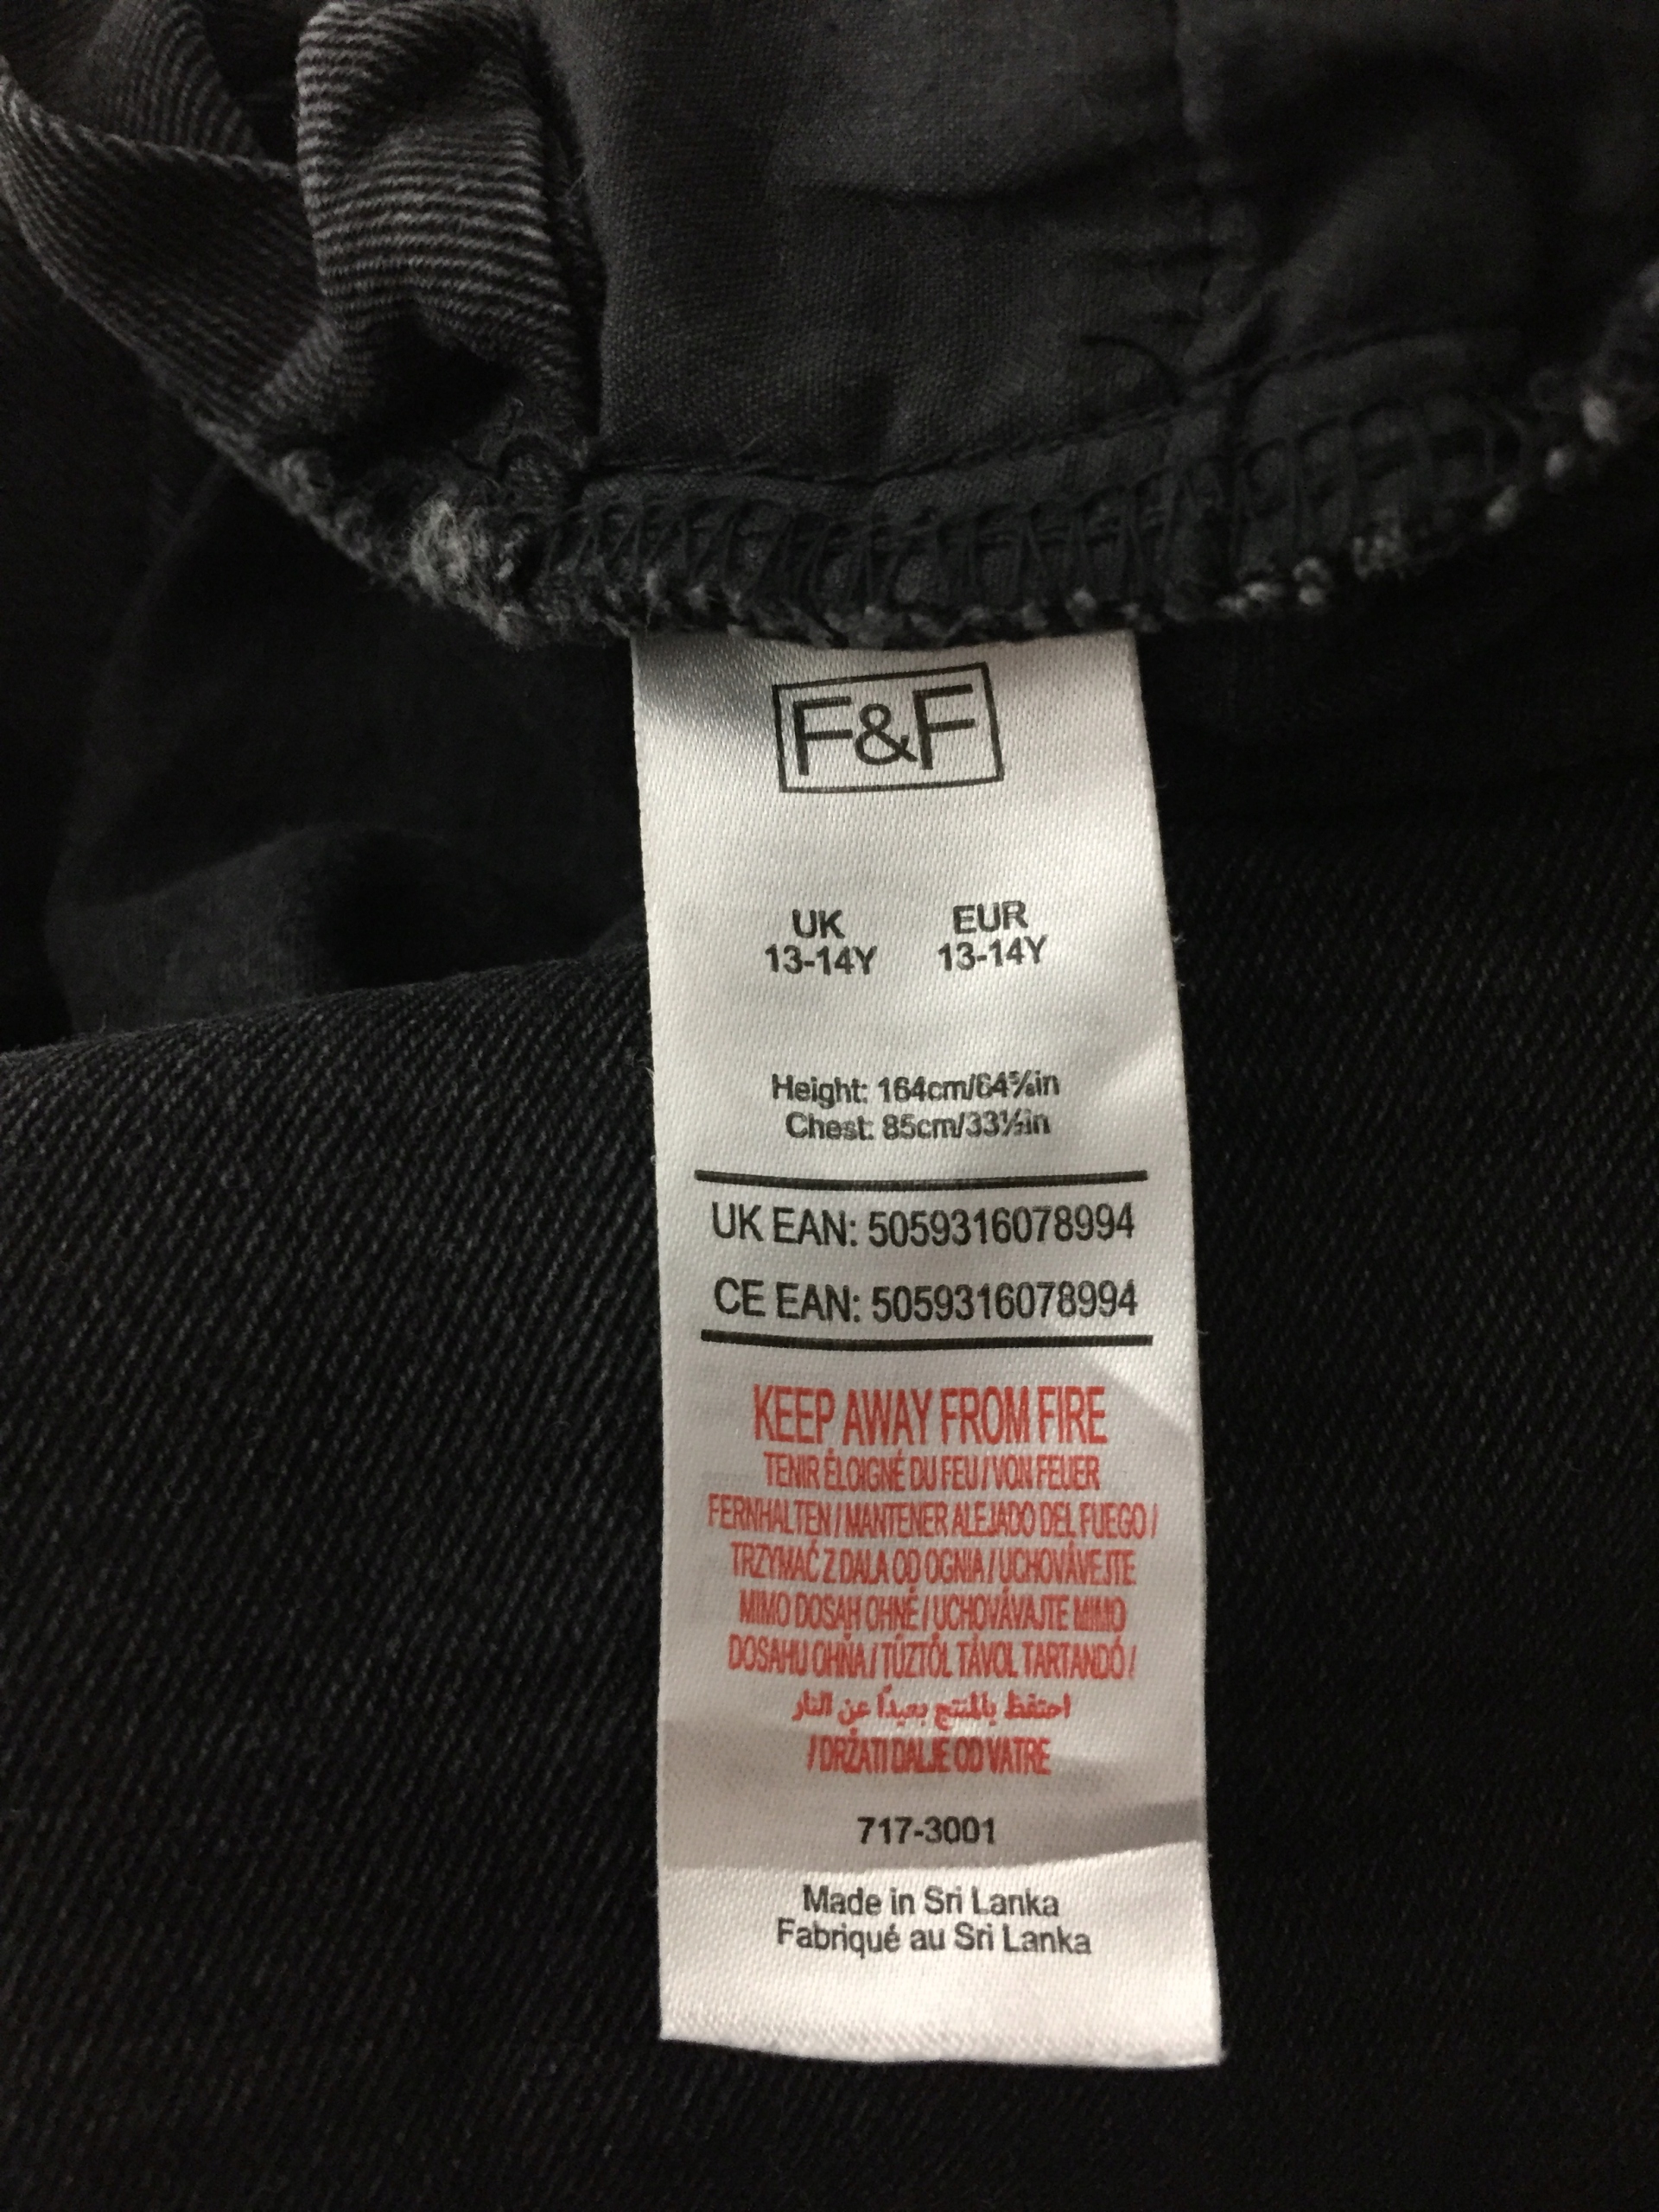 F&F
UK EUR
13-14Y 13-14Y
Height: 164cm/64⅝in
Chest: 85cm/33½in
UK EAN: 5059316078994
CE EAN: 5059316078994
KEEP AWAY FROM FIRE
TENIR ÉLOIGNÉ DU FEU / VON FEUER
FERNHALTEN / MANTENER ALEJADO DEL FUEGO /
TRZYMAĆ Z DALA OD OGNIA / UCHOVÁVEJTE
MIMO DOSAH OHNĚ / UCHOVÁVAJTE MIMO
DOSAHU OHŇA / TŰZTŐL TÁVOL TARTANDÓ /
احتفظ بالمنتج بعيدًا عن النار
/ DRŽATI DALJE OD VATRE
717-3001
Made in Sri Lanka
Fabriqué au Sri Lanka